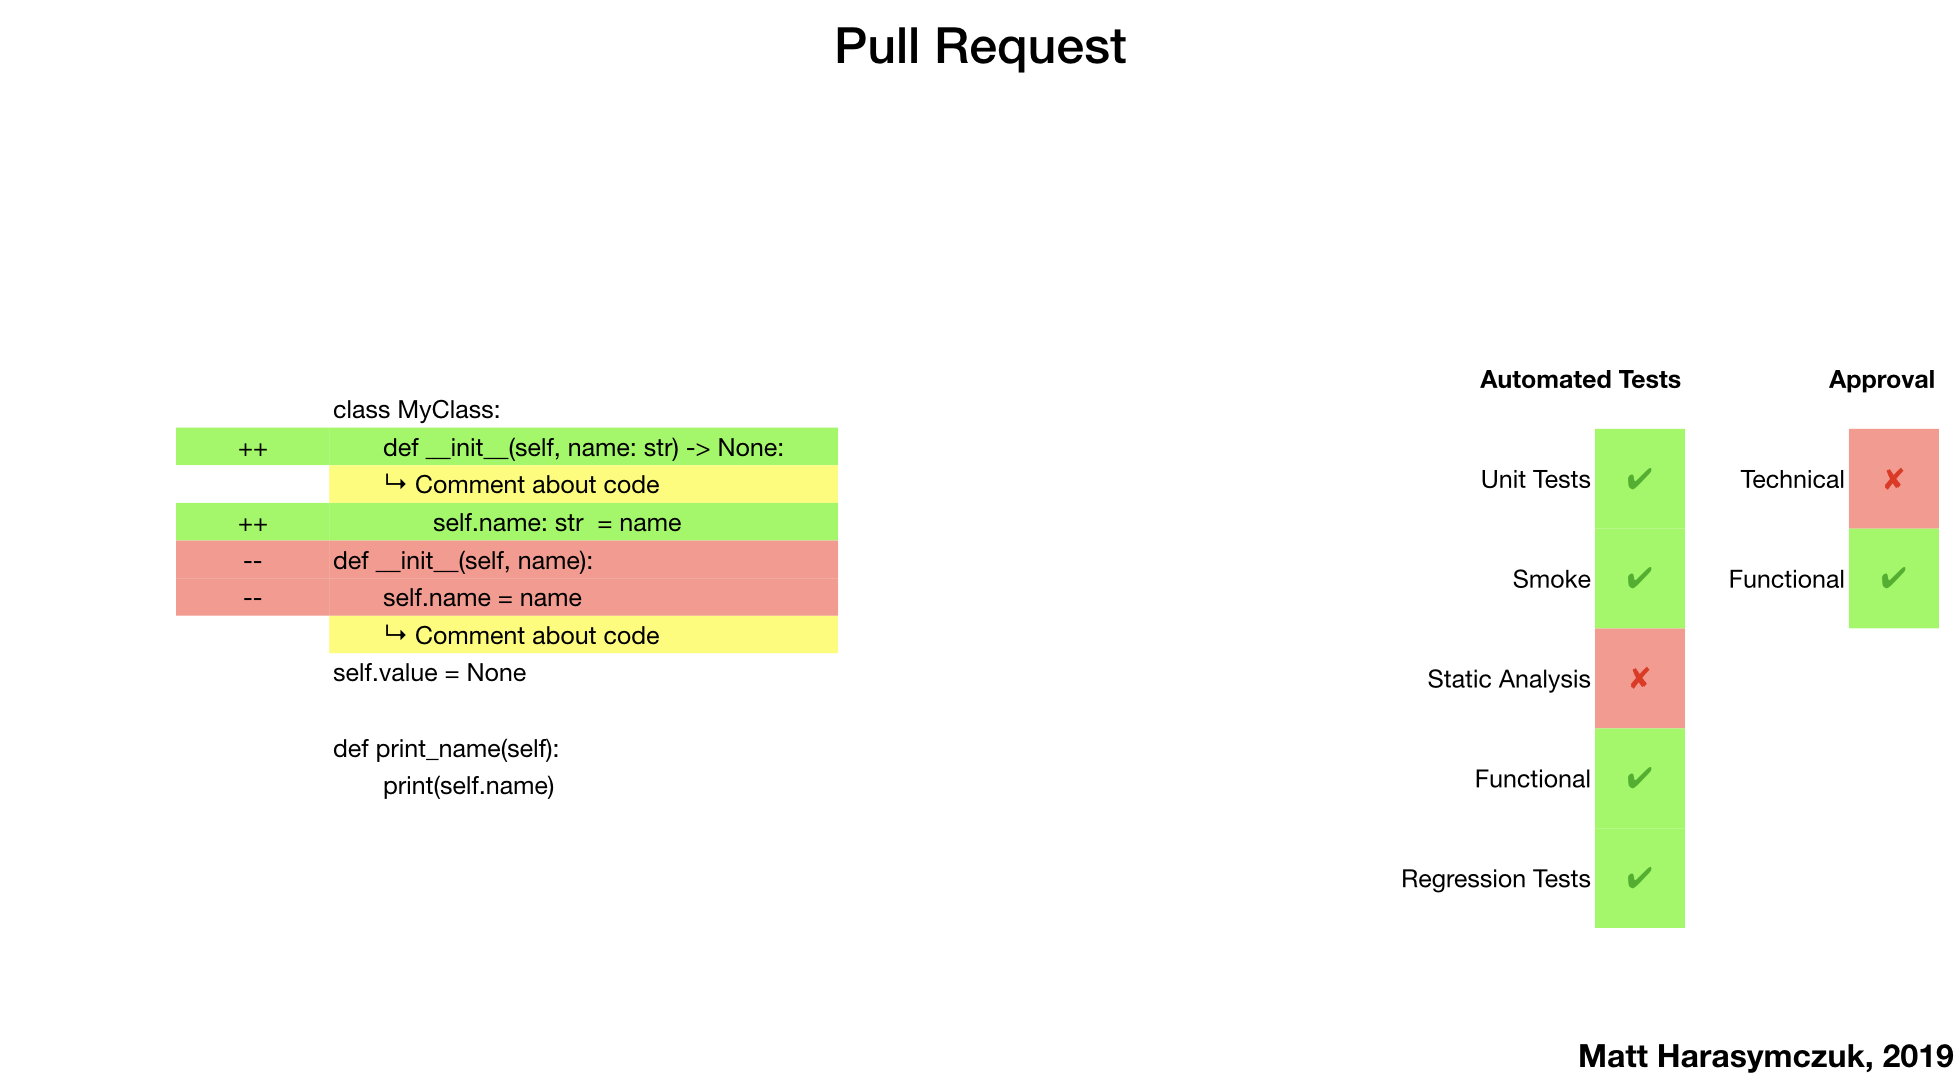 Pull Request
class MyClass:
++ def __init__(self, name: str) -> None:
↳ Comment about code
++ self.name: str  = name
-- def __init__(self, name):
-- self.name = name
↳ Comment about code
self.value = None
def print_name(self):
print(self.name)
Automated Tests
Unit Tests ✔
Smoke ✔
Static Analysis ✘
Functional ✔
Regression Tests ✔
Approval
Technical ✘
Functional ✔
Matt Harasymczuk, 2019